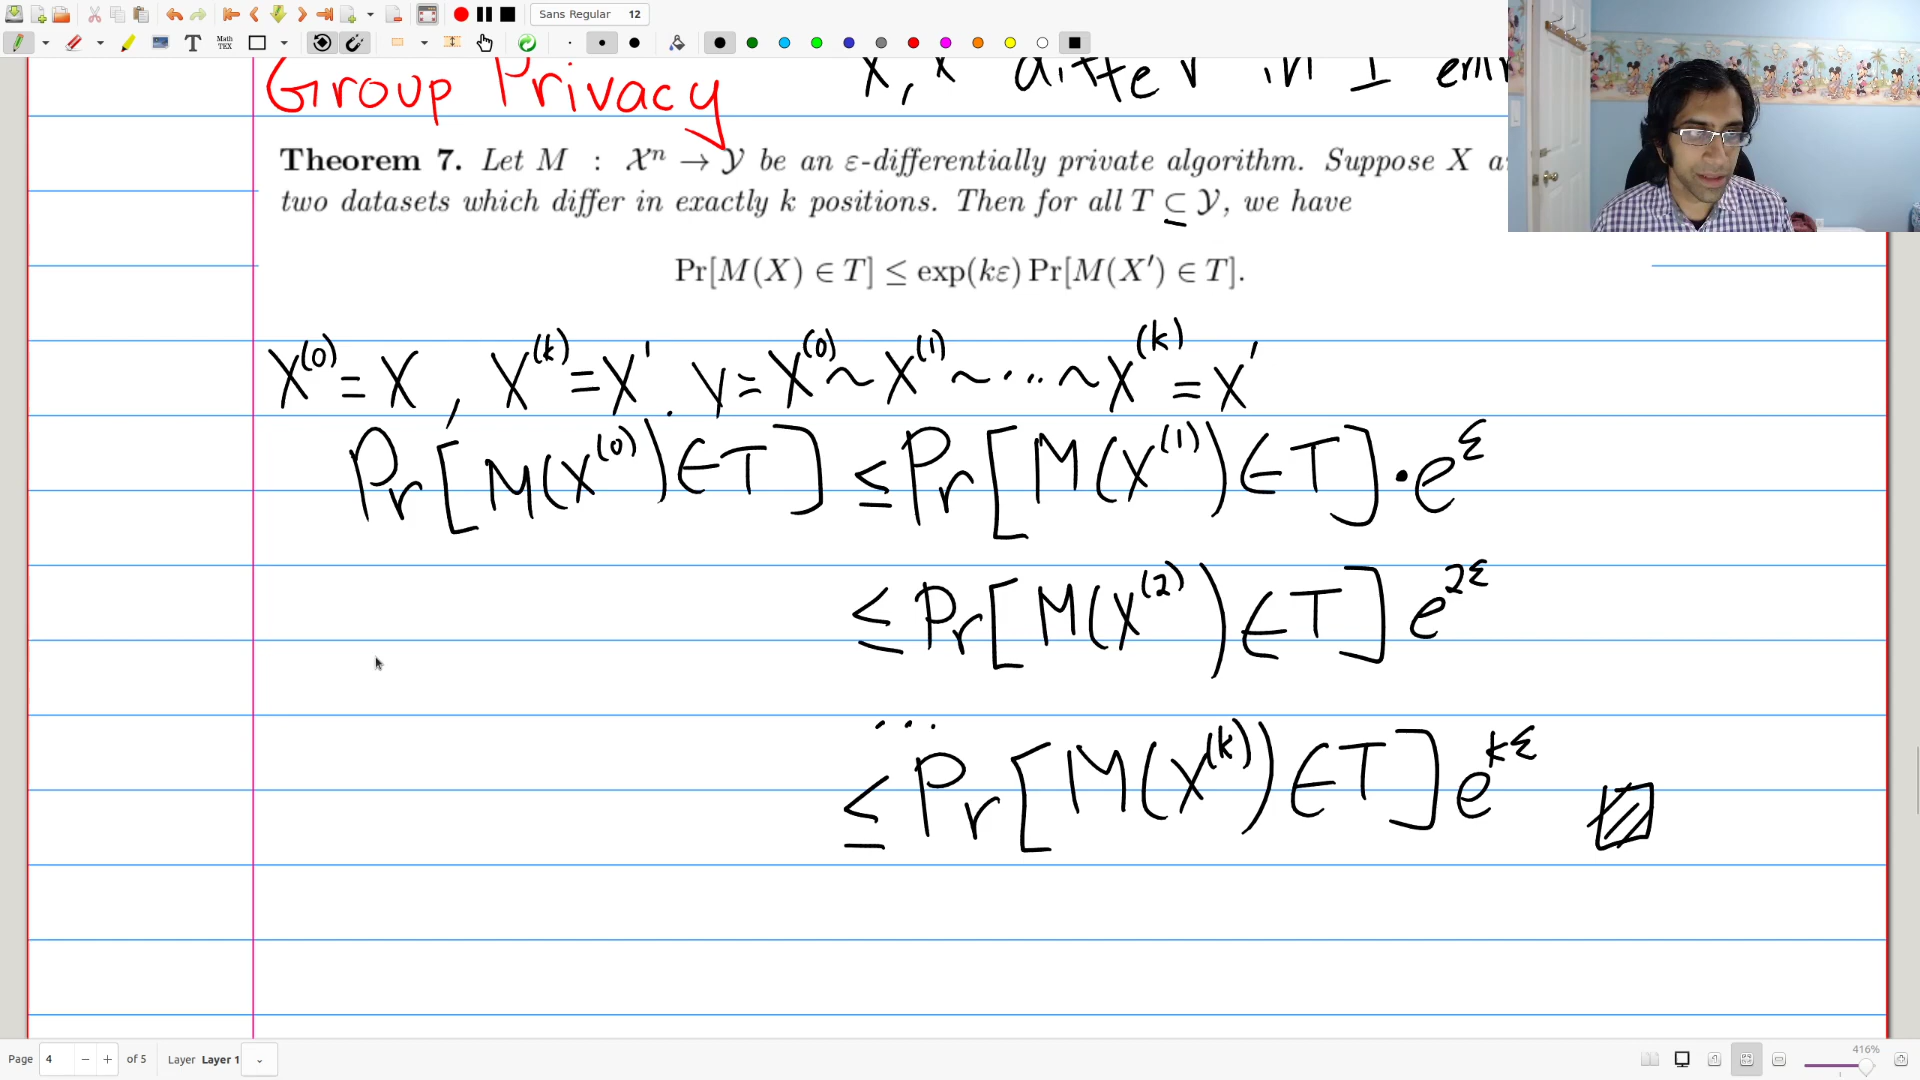 Sans Regular 12
Math
TEX
Group Privacy
X, X differ in 1
Theorem 7. Let M : 𝒳ⁿ → 𝒴 be an ε-differentially private algorithm. Suppose X
two datasets which differ in exactly k positions. Then for all T ⊆ 𝒴, we have
Pr[M(X) ∈ T] ≤ exp(kε) Pr[M(X′) ∈ T].
X^(0) = X , X^(k) = X' . X = X^(0) ~ X^(1) ~ ... ~ X^(k) = X'
Pr[M(X^(0)) ∈ T] ≤ Pr[M(X^(1)) ∈ T] · e^ε
≤ Pr[M(X^(2)) ∈ T] e^2ε
...
≤ Pr[M(X^(k)) ∈ T] e^kε
Page 4 − + of 5 Layer Layer 1
416%